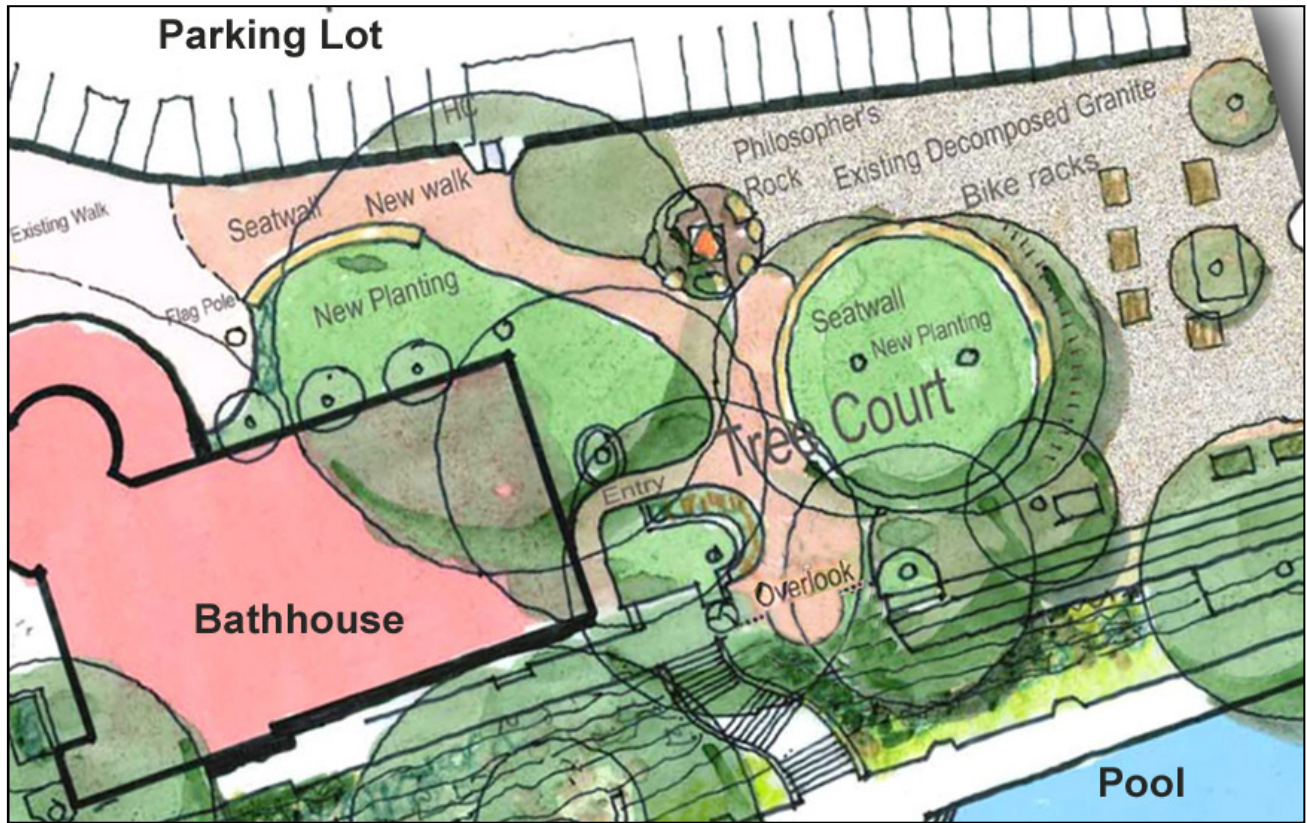 Parking Lot
HC
Philosopher's
Rock
Existing Decomposed Granite
Bike racks
Existing Walk
Seatwall
New walk
Flag Pole
New Planting
Seatwall
New Planting
Tree Court
Entry
Overlook
Bathhouse
Pool